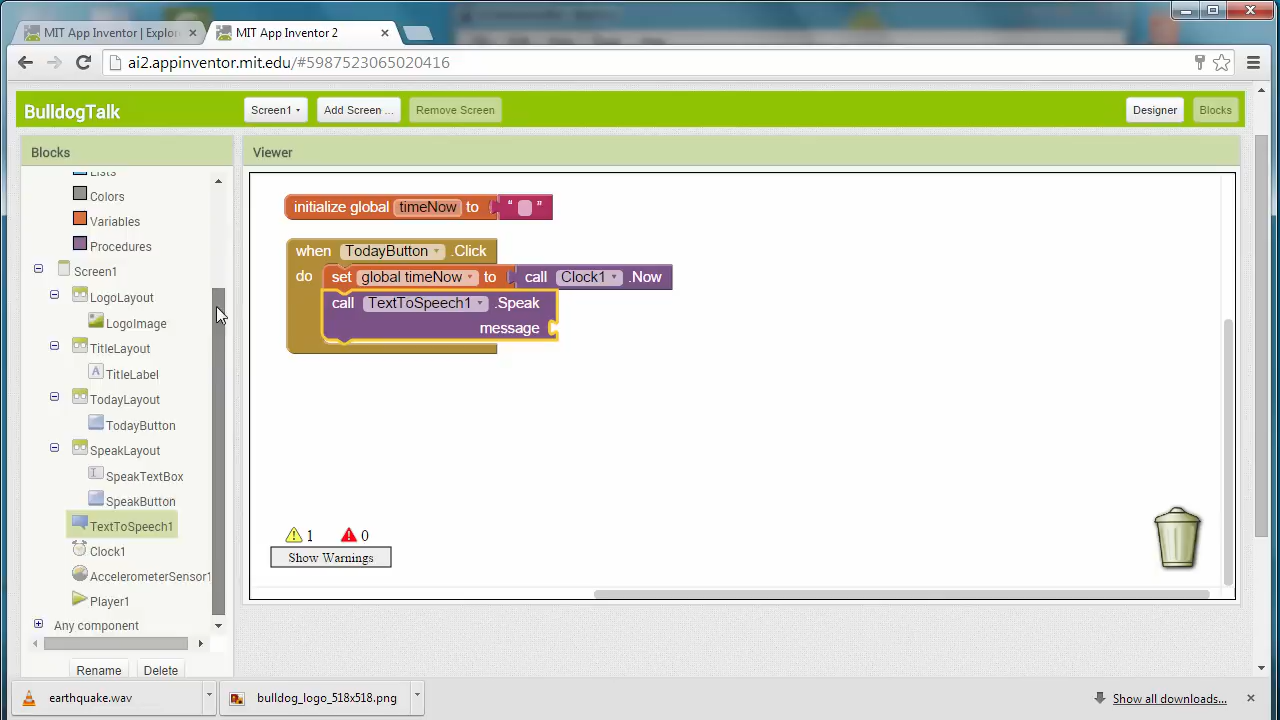 MIT App Inventor | Explor
MIT App Inventor 2
ai2.appinventor.mit.edu/#5987523065020416
BulldogTalk
Screen1
Add Screen ...
Remove Screen
Designer
Blocks
Blocks
Viewer
Lists
Colors
Variables
Procedures
Screen1
LogoLayout
LogoImage
TitleLayout
TitleLabel
TodayLayout
TodayButton
SpeakLayout
SpeakTextBox
SpeakButton
TextToSpeech1
Clock1
AccelerometerSensor1
Player1
Any component
Rename
Delete
initialize global timeNow to “ ”
when TodayButton .Click
do set global timeNow to call Clock1 .Now
call TextToSpeech1 .Speak
message
1 0
Show Warnings
earthquake.wav
bulldog_logo_518x518.png
Show all downloads...